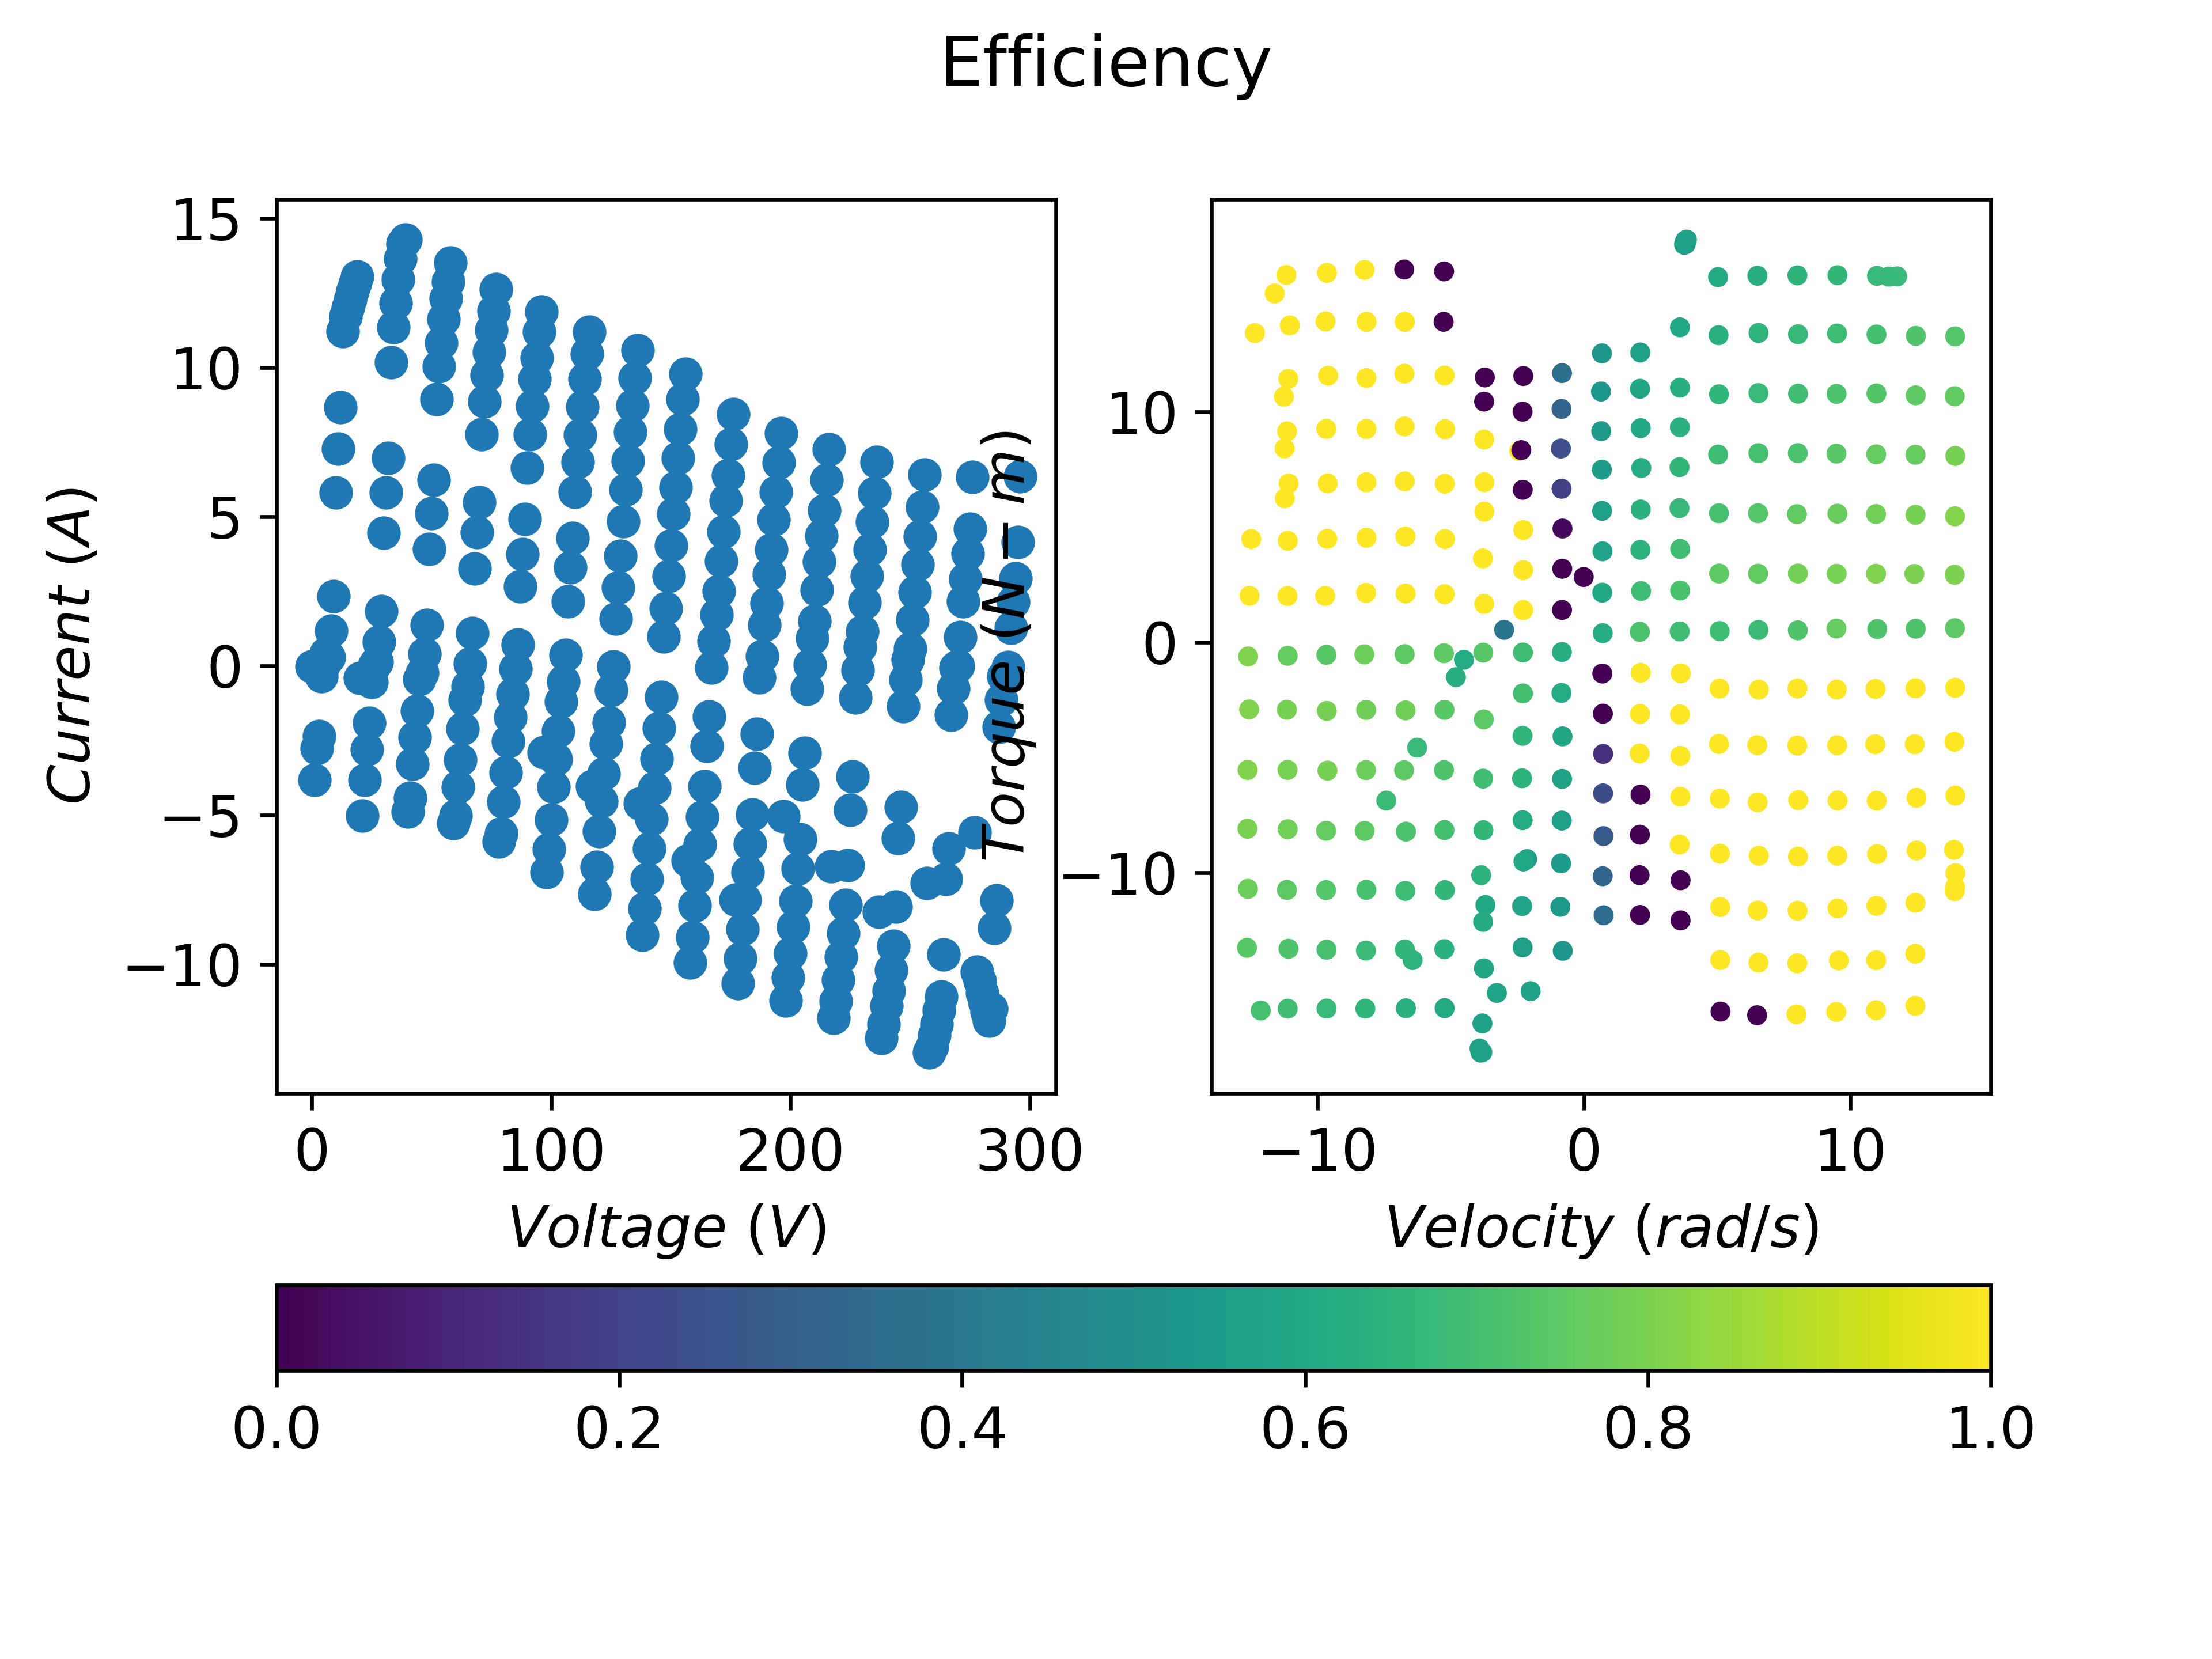 Efficiency
15
10
5
0
−5
−10
Current (A)
0 100 200 300
Voltage (V)
10
0
−10
Torque (N − m)
−10 0 10
Velocity (rad/s)
0.0 0.2 0.4 0.6 0.8 1.0